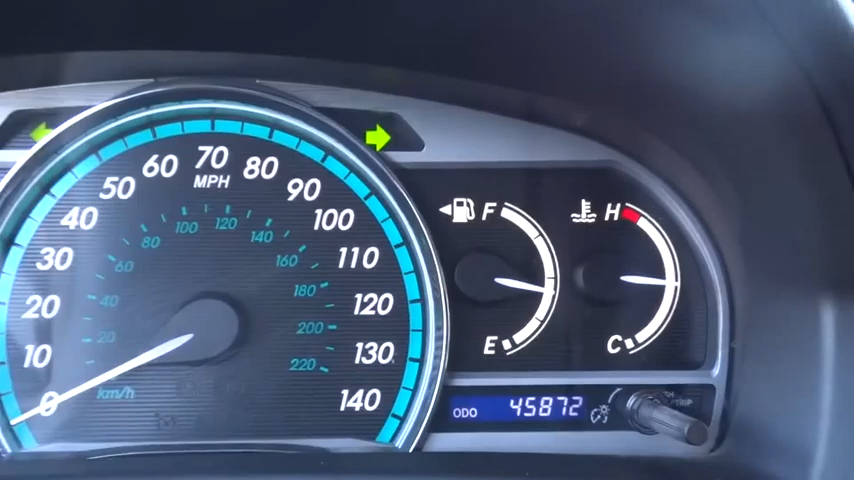 70
60 80
MPH
50 90
40 100
30 110
20 120
10 130
0 140
100 120
80 140
60 160
40 180
20 200
220
km/h
F
E
H
C
ODO 45872
TRIP